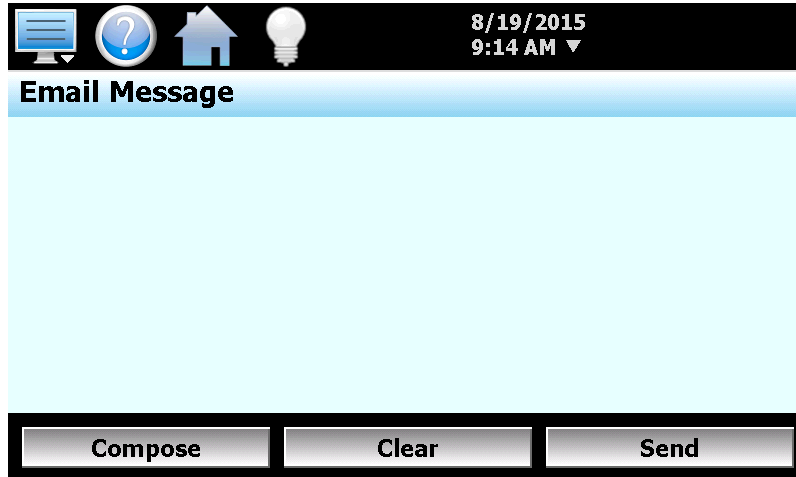 ?
8/19/2015
9:14 AM ▼
Email Message
Compose
Clear
Send